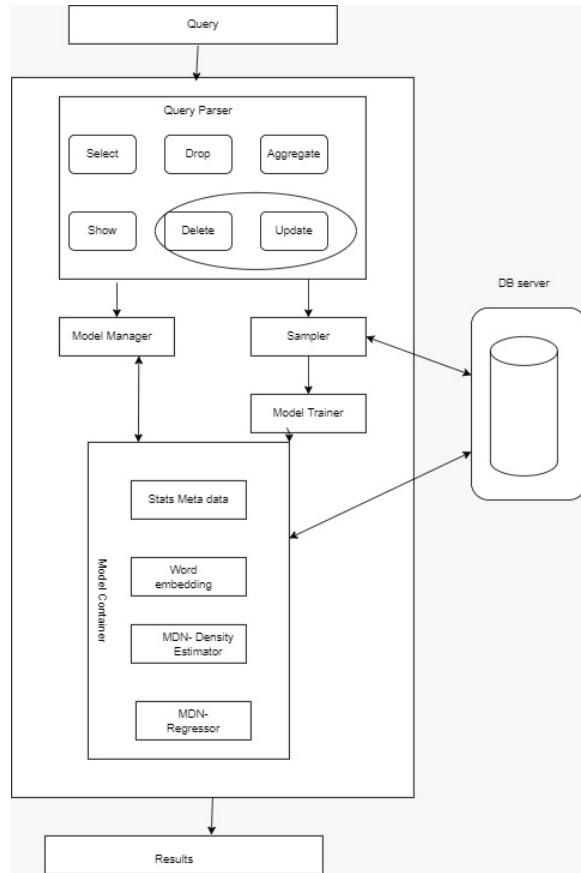 Query
Query Parser
Select
Drop
Aggregate
Show
Delete
Update
DB server
Model Manager
Sampler
Model Trainer
Model Container
Stats Meta data
Word
embedding
MDN- Density
Estimator
MDN-
Regressor
Results